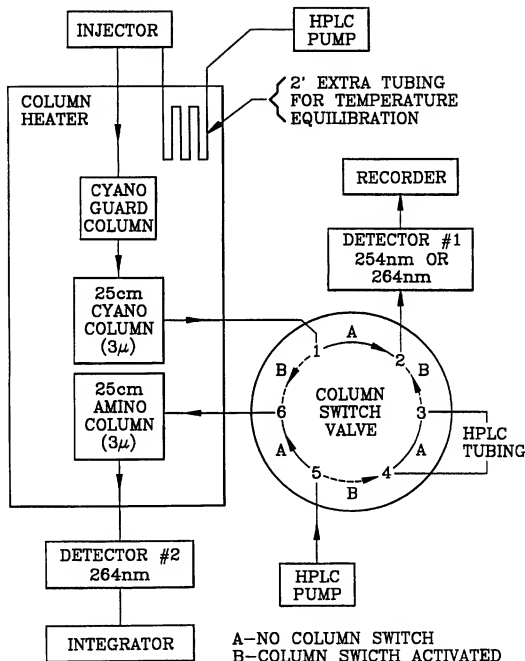 INJECTOR
HPLC
PUMP
2' EXTRA TUBING
FOR TEMPERATURE
EQUILIBRATION
COLUMN
HEATER
CYANO
GUARD
COLUMN
25cm
CYANO
COLUMN
(3μ)
25cm
AMINO
COLUMN
(3μ)
DETECTOR #2
264nm
INTEGRATOR
RECORDER
DETECTOR #1
254nm OR
264nm
A
1
2
B
B
COLUMN
SWITCH
VALVE
6
3
A
A
5
4
B
HPLC
TUBING
HPLC
PUMP
A-NO COLUMN SWITCH
B-COLUMN SWICTH ACTIVATED